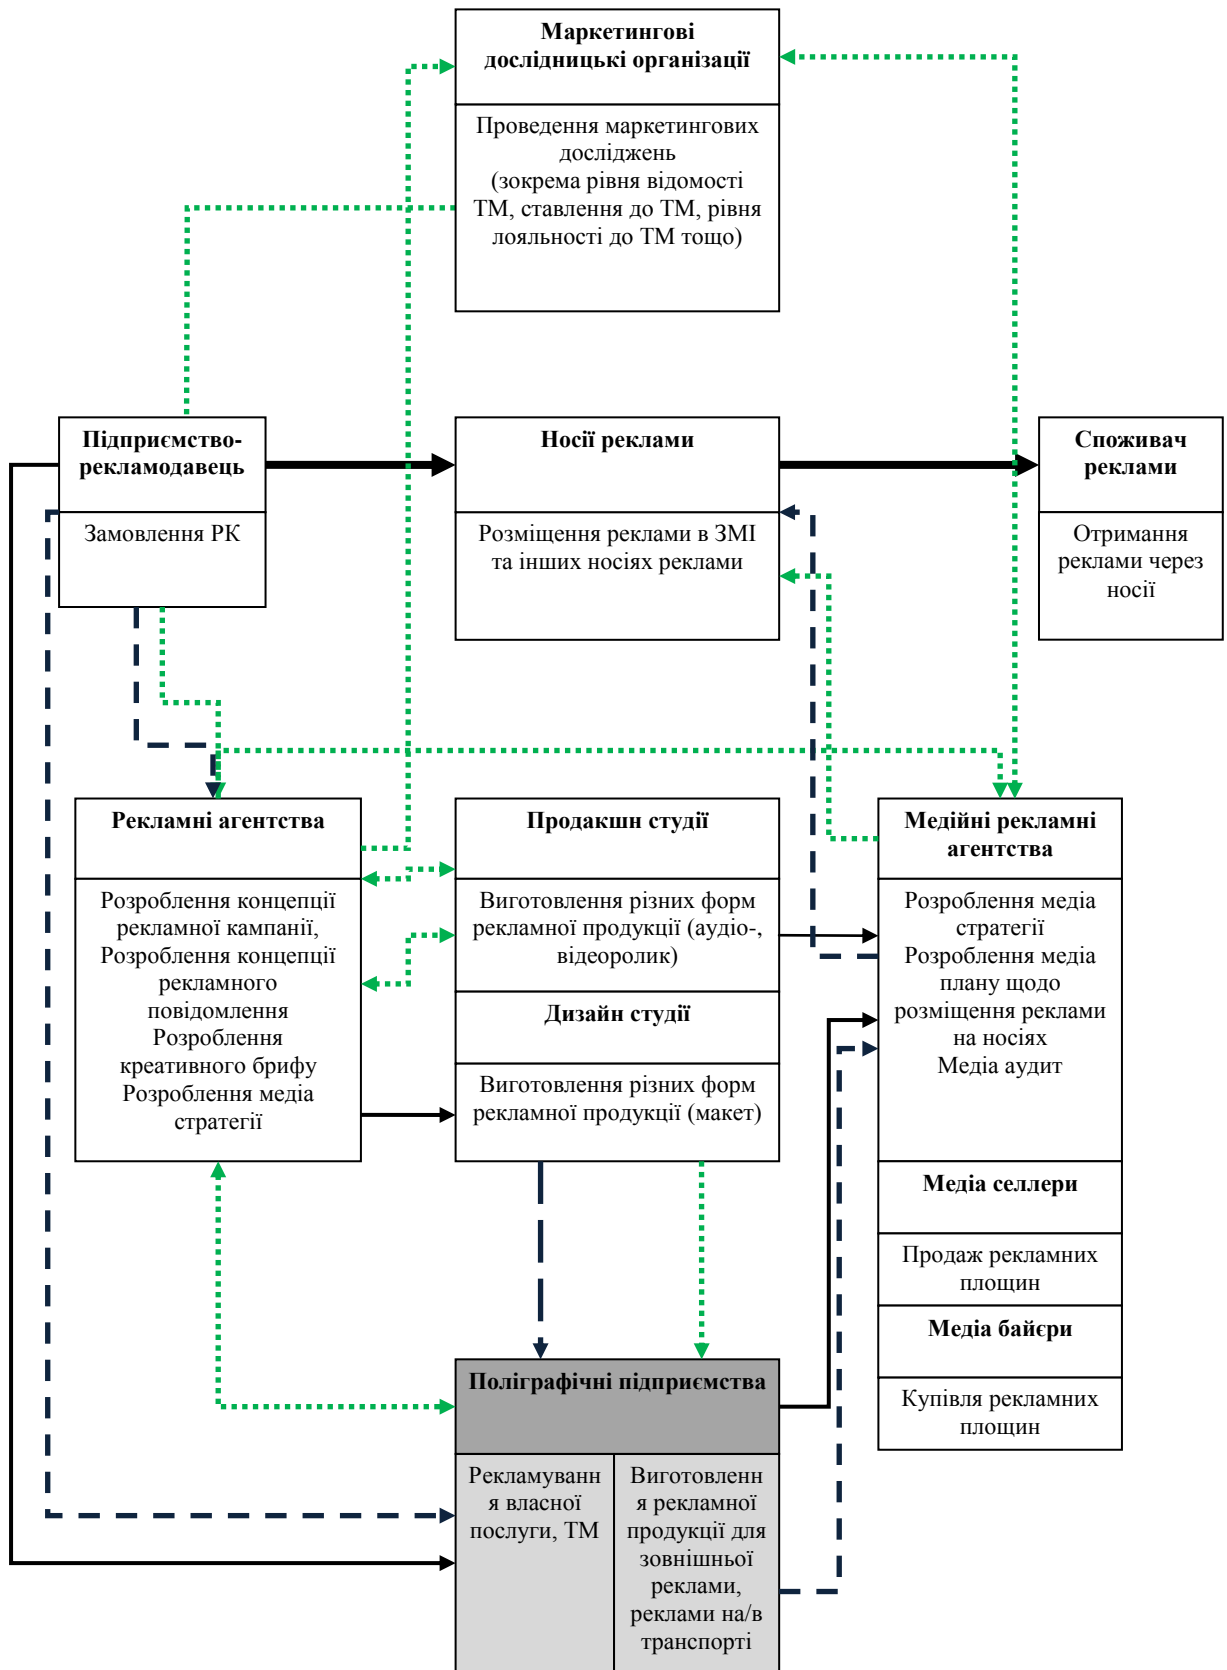 Маркетингові
дослідницькі організації
Проведення маркетингових
досліджень
(зокрема рівня відомості
ТМ, ставлення до ТМ, рівня
лояльності до ТМ тощо)
Підприємство-
рекламодавець
Замовлення РК
Носії реклами
Розміщення реклами в ЗМІ
та інших носіях реклами
Споживач
реклами
Отримання
реклами через
носії
Рекламні агентства
Розроблення концепції
рекламної кампанії,
Розроблення концепції
рекламного
повідомлення
Розроблення
креативного брифу
Розроблення медіа
стратегії
Продакшн студії
Виготовлення різних форм
рекламної продукції (аудіо-,
відеоролик)
Дизайн студії
Виготовлення різних форм
рекламної продукції (макет)
Медійні рекламні
агентства
Розроблення медіа
стратегії
Розроблення медіа
плану щодо
розміщення реклами
на носіях
Медіа аудит
Медіа селлери
Продаж рекламних
площин
Медіа байєри
Купівля рекламних
площин
Поліграфічні підприємства
Рекламуванн
я власної
послуги, ТМ
Виготовленн
я рекламної
продукції для
зовнішньої
реклами,
реклами на/в
транспорті